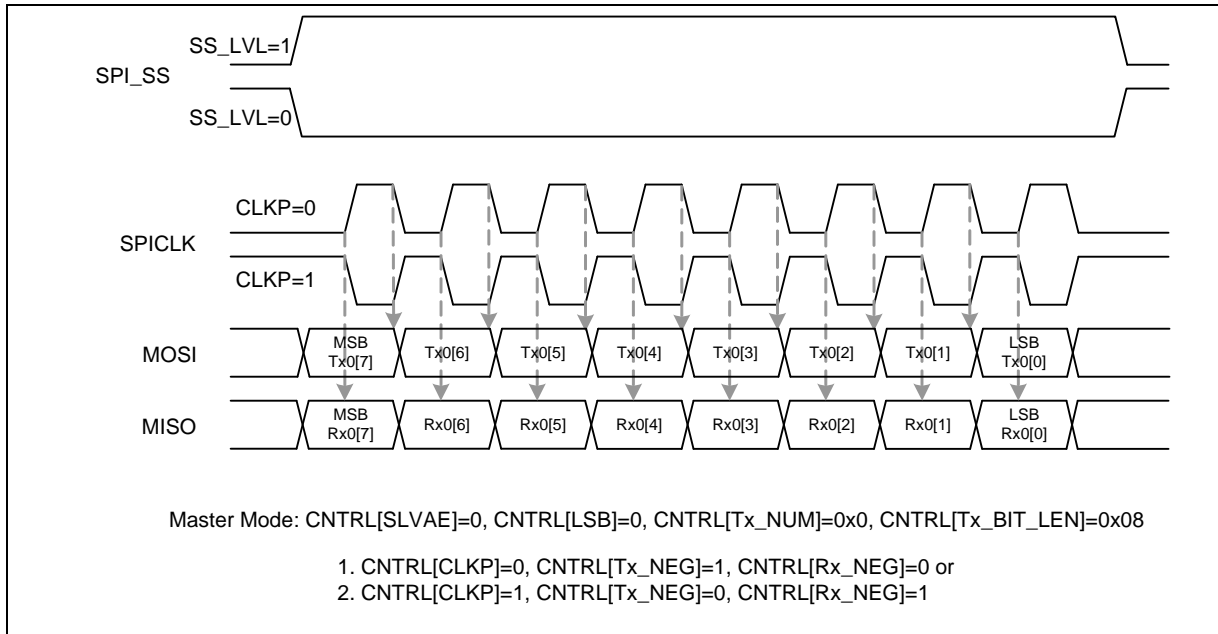 SS_LVL=1
SPI_SS
SS_LVL=0
CLKP=0
SPICLK
CLKP=1
MOSI
MSB
Tx0[7]
Tx0[6]
Tx0[5]
Tx0[4]
Tx0[3]
Tx0[2]
Tx0[1]
LSB
Tx0[0]
MISO
MSB
Rx0[7]
Rx0[6]
Rx0[5]
Rx0[4]
Rx0[3]
Rx0[2]
Rx0[1]
LSB
Rx0[0]
Master Mode: CNTRL[SLVAE]=0, CNTRL[LSB]=0, CNTRL[Tx_NUM]=0x0, CNTRL[Tx_BIT_LEN]=0x08
1. CNTRL[CLKP]=0, CNTRL[Tx_NEG]=1, CNTRL[Rx_NEG]=0 or
2. CNTRL[CLKP]=1, CNTRL[Tx_NEG]=0, CNTRL[Rx_NEG]=1